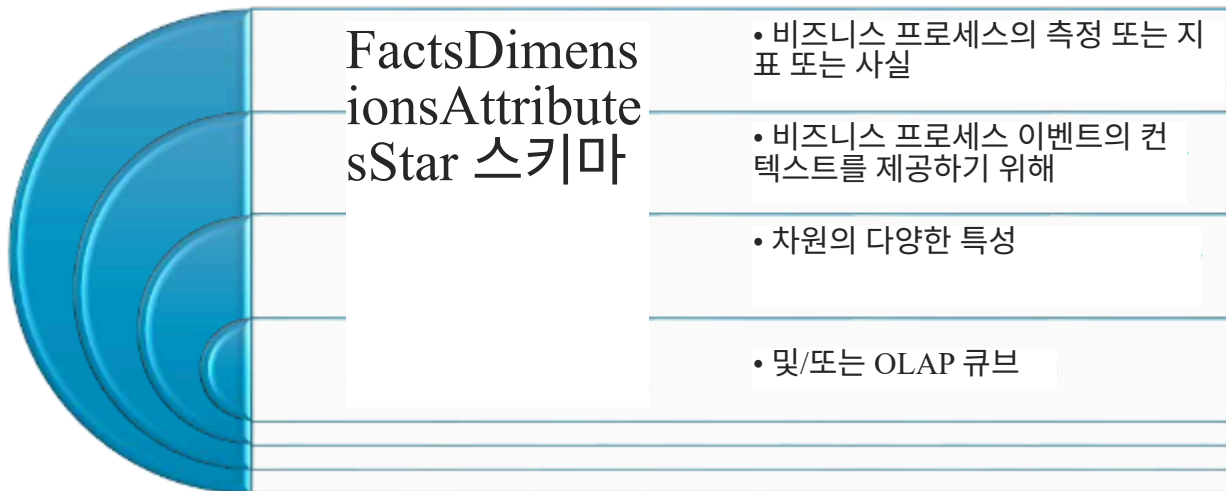 FactsDimens
ionsAttribute
sStar 스키마
• 비즈니스 프로세스의 측정 또는 지
표 또는 사실
• 비즈니스 프로세스 이벤트의 컨
텍스트를 제공하기 위해
• 차원의 다양한 특성
• 및/또는 OLAP 큐브